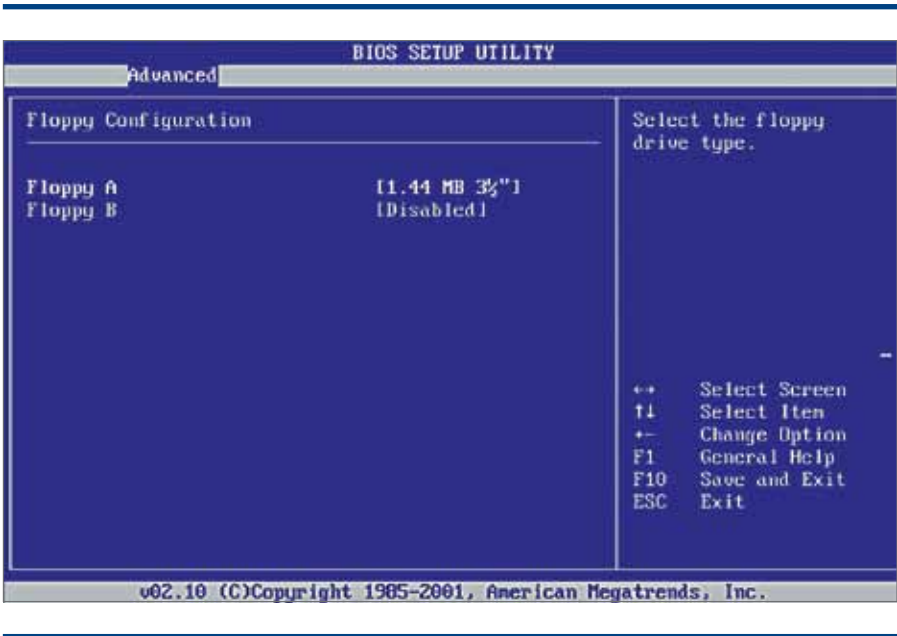 BIOS SETUP UTILITY
Advanced
Floppy Configuration
Floppy A [1.44 MB 3½"]
Floppy B [Disabled]
Select the floppy
drive type.
←→ Select Screen
↑↓ Select Item
+- Change Option
F1 General Help
F10 Save and Exit
ESC Exit
v02.10 (C)Copyright 1985-2001, American Megatrends, Inc.